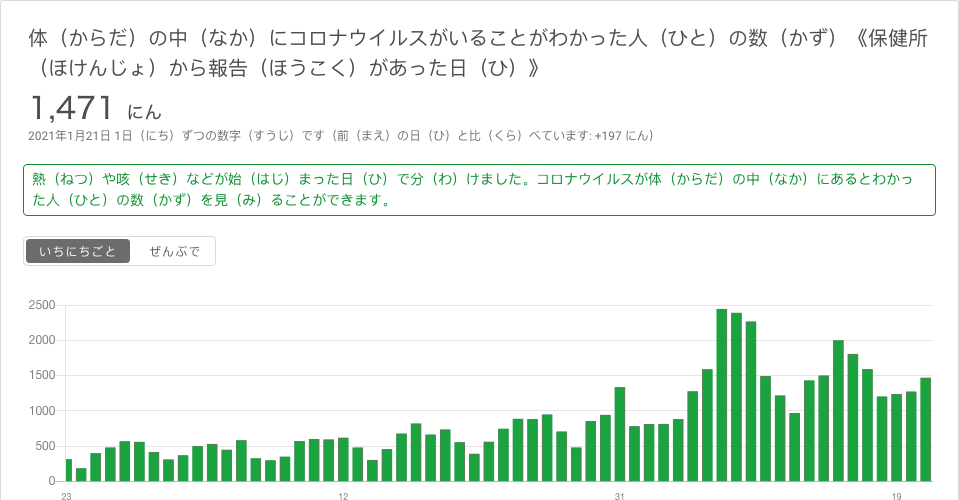 体（からだ）の中（なか）にコロナウイルスがいることがわかった人（ひと）の数（かず）《保健所
（ほけんじょ）から報告（ほうこく）があった日（ひ）》
1,471 にん
2021年1月21日 1日（にち）ずつの数字（すうじ）です（前（まえ）の日（ひ）と比（くら）べています: +197 にん）
熱（ねつ）や咳（せき）などが始（はじ）まった日（ひ）で分（わ）けました。コロナウイルスが体（からだ）の中（なか）にあるとわかっ
た人（ひと）の数（かず）を見（み）ることができます。
いちにちごと ぜんぶで
2500
2000
1500
1000
500
0
23 12 31 19